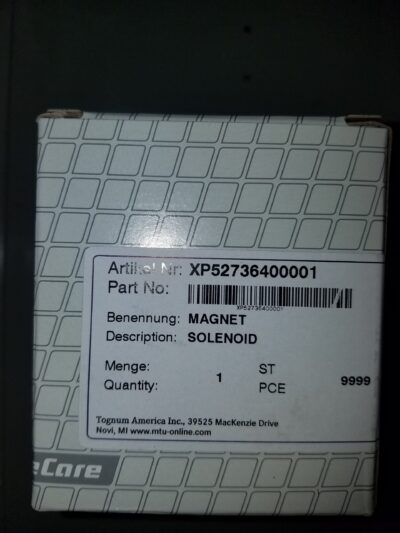 Artikel Nr: XP52736400001
Part No:
XP52736400001
Benennung: MAGNET
Description: SOLENOID
Menge: 1 ST
Quantity: PCE 9999
Tognum America Inc., 39525 MacKenzie Drive
Novi, MI www.mtu-online.com
eCore